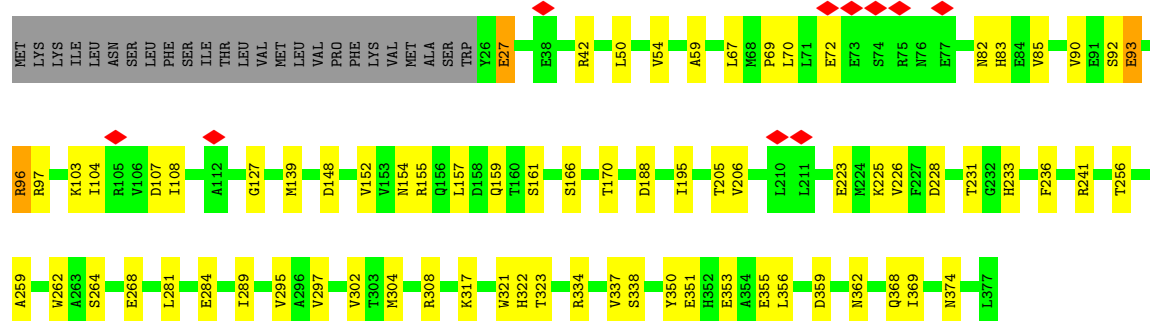 MET LYS LYS ILE LEU ASN SER LEU PHE SER ILE THR LEU VAL MET LEU VAL PRO PHE LYS VAL MET ALA SER TRP Y26 E27 E38 R42 L50 V54 A59 L67 M68 P69 L70 L71 E72 E73 S74 R75 N76 E77 N82 H83 E84 V85 V90 E91 S92 E93
R96 R97 K103 I104 R105 V106 D107 I108 A112 G127 M139 D148 V152 V153 N154 R155 Q156 L157 D158 Q159 T160 S161 S166 T170 D188 I195 T205 V206 L210 L211 E223 M224 K225 V226 F227 D228 T231 G232 H233 F236 R241 T256
A259 W262 A263 S264 E268 L281 E284 I289 V295 A296 V297 V302 T303 M304 R308 K317 W321 H322 T323 R334 V337 S338 Y350 E351 H352 E353 A354 E355 L356 D359 N362 Q368 I369 N374 L377